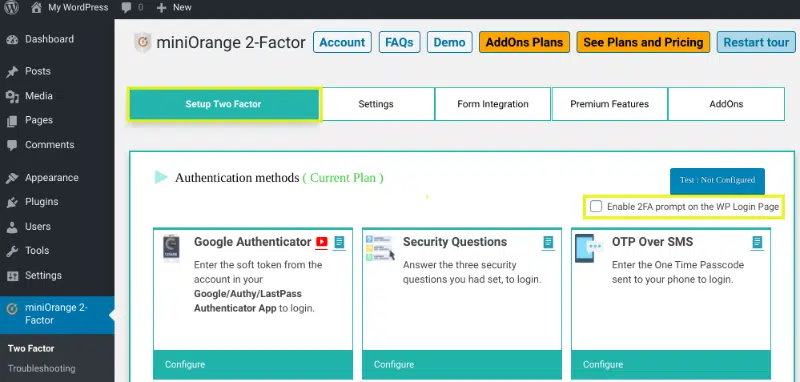 My WordPress 0 + New
Dashboard
Posts
Media
Pages
Comments
Appearance
Plugins
Users
Tools
Settings
miniOrange 2-
Factor
Two Factor
Troubleshooting
miniOrange 2-Factor Account FAQs Demo AddOns Plans See Plans and Pricing Restart tour
Setup Two Factor Settings Form Integration Premium Features AddOns
Authentication methods ( Current Plan )
Test : Not Configured
Enable 2FA prompt on the WP Login Page
Google Authenticator
Enter the soft token from the
account in your
Google/Authy/LastPass
Authenticator App to login.
Configure
Security Questions
Answer the three security
questions you had set, to login.
Configure
OTP Over SMS
Enter the One Time Passcode
sent to your phone to login.
Configure